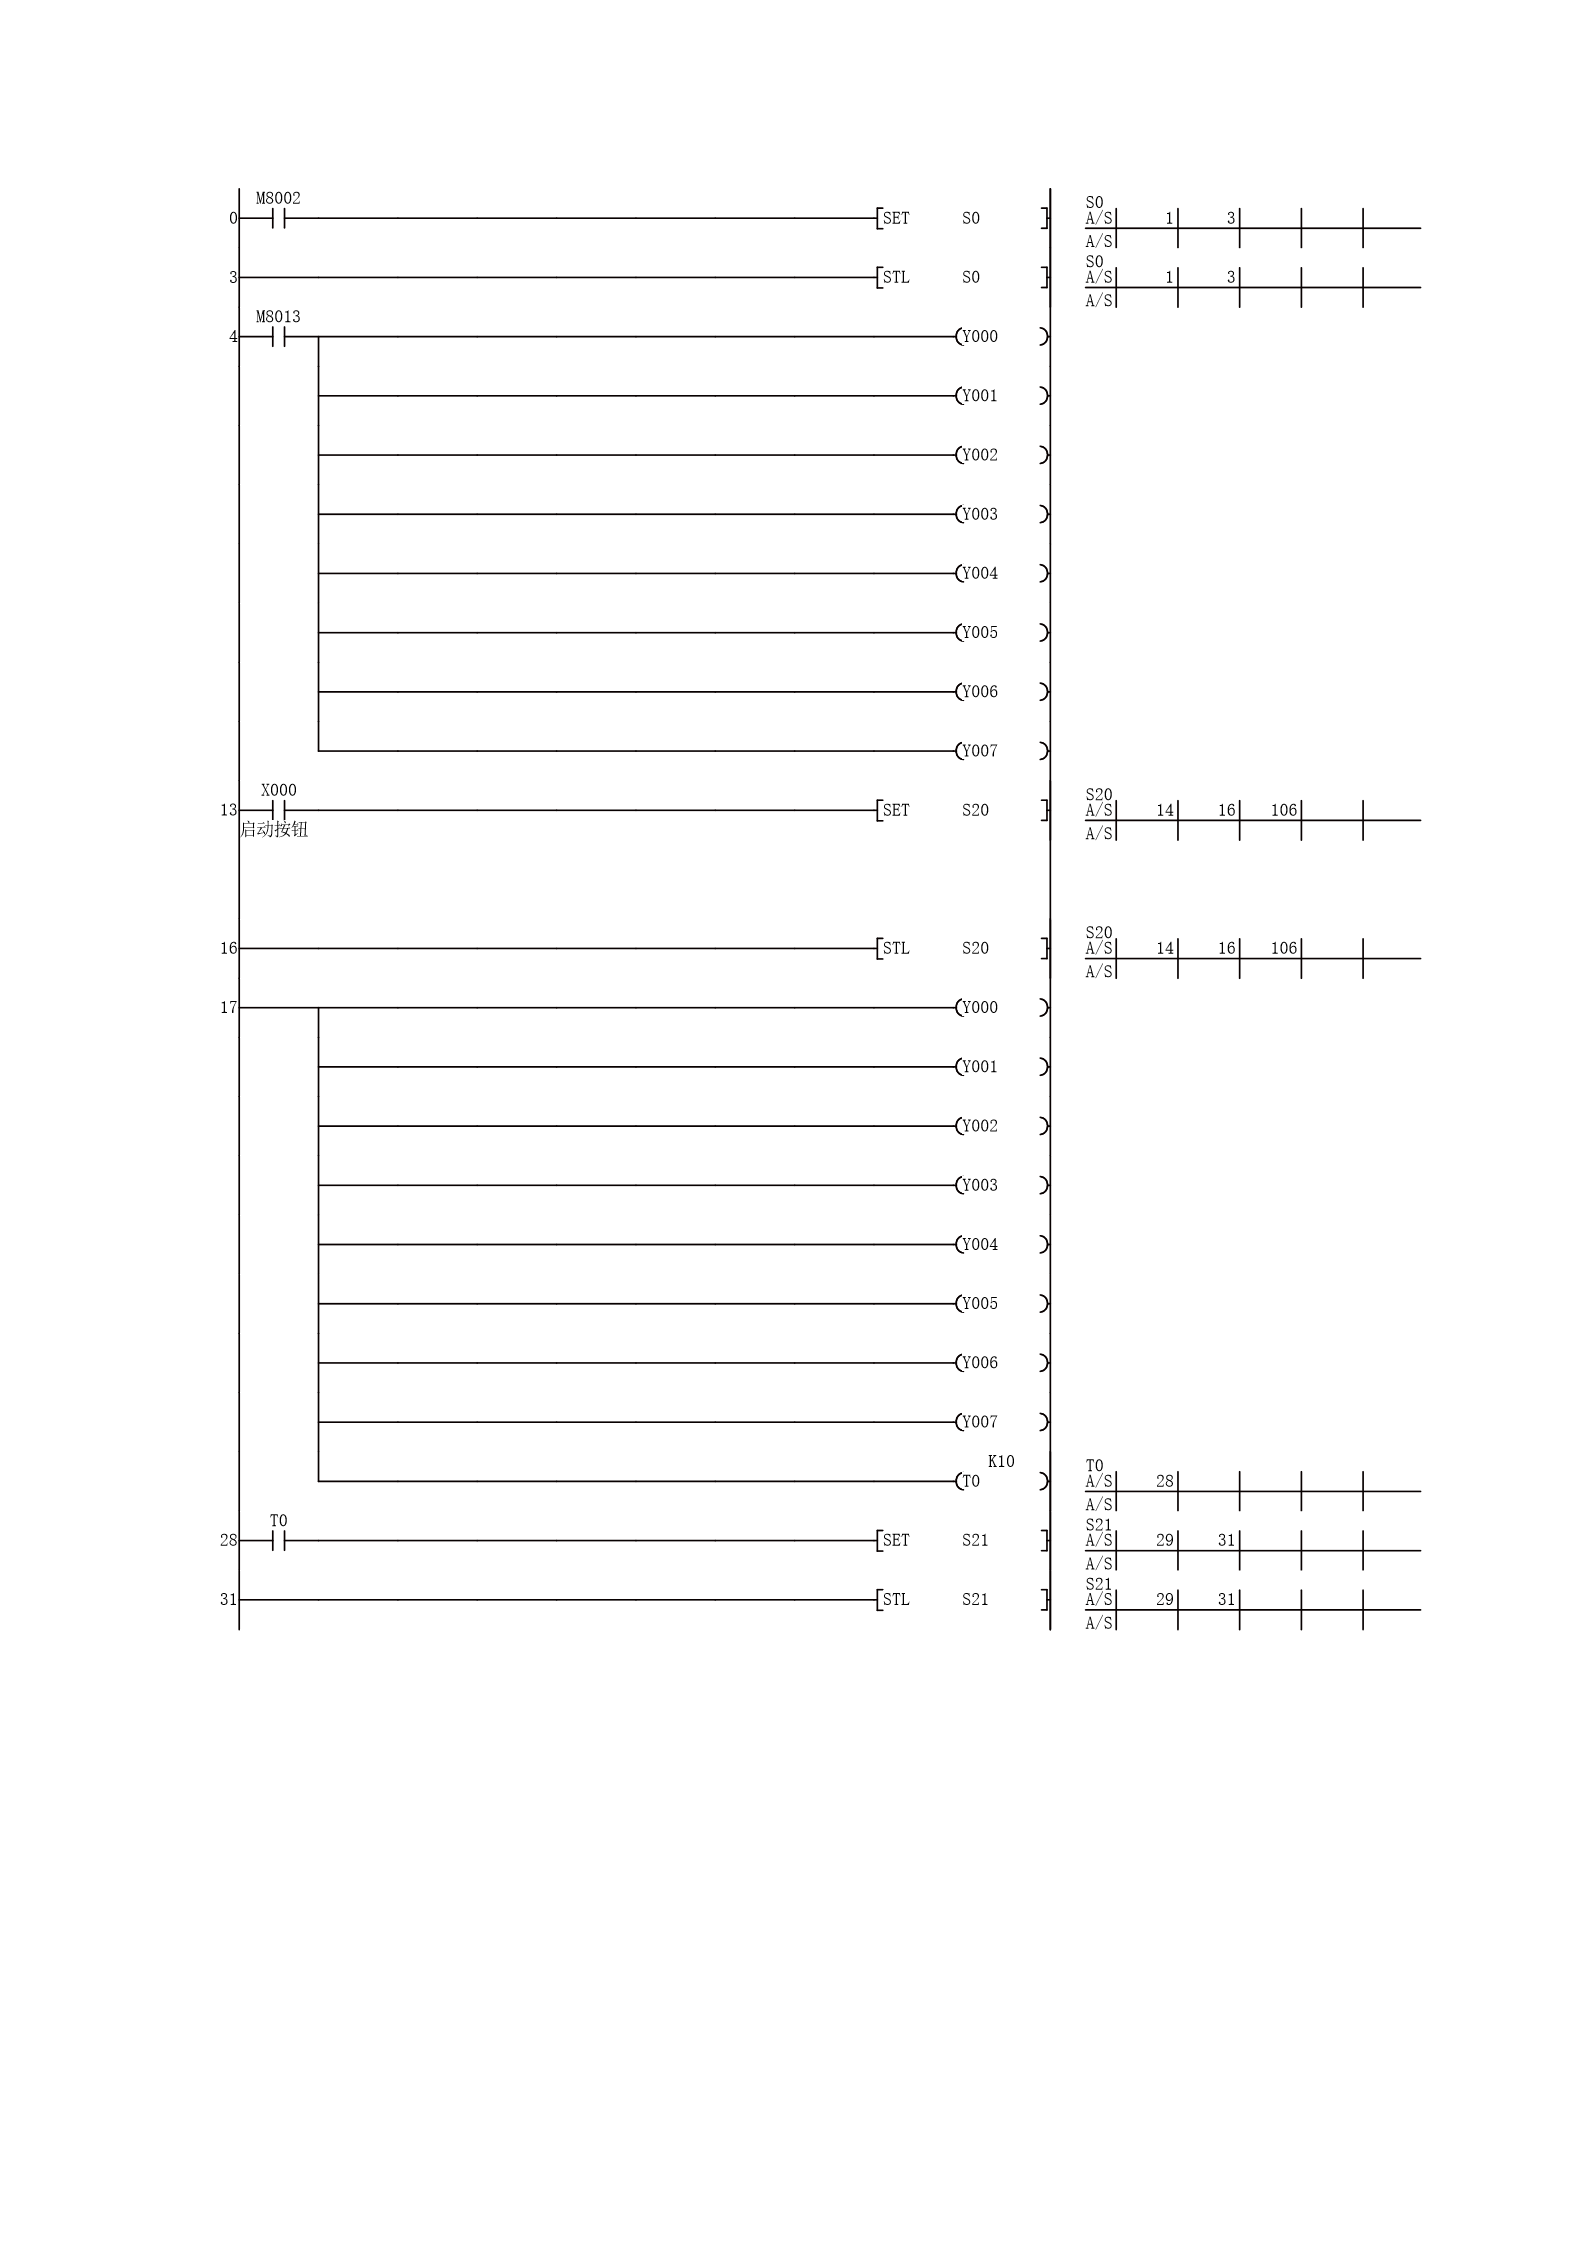 M8002
0 SET S0
S0
A/S 1 3
A/S
3 STL S0
S0
A/S 1 3
A/S
M8013
4 Y000
Y001
Y002
Y003
Y004
Y005
Y006
Y007
X000
13 SET S20
启动按钮
S20
A/S 14 16 106
A/S
16 STL S20
S20
A/S 14 16 106
A/S
17 Y000
Y001
Y002
Y003
Y004
Y005
Y006
Y007
K10
T0
T0
A/S 28
A/S
T0
28 SET S21
S21
A/S 29 31
A/S
31 STL S21
S21
A/S 29 31
A/S